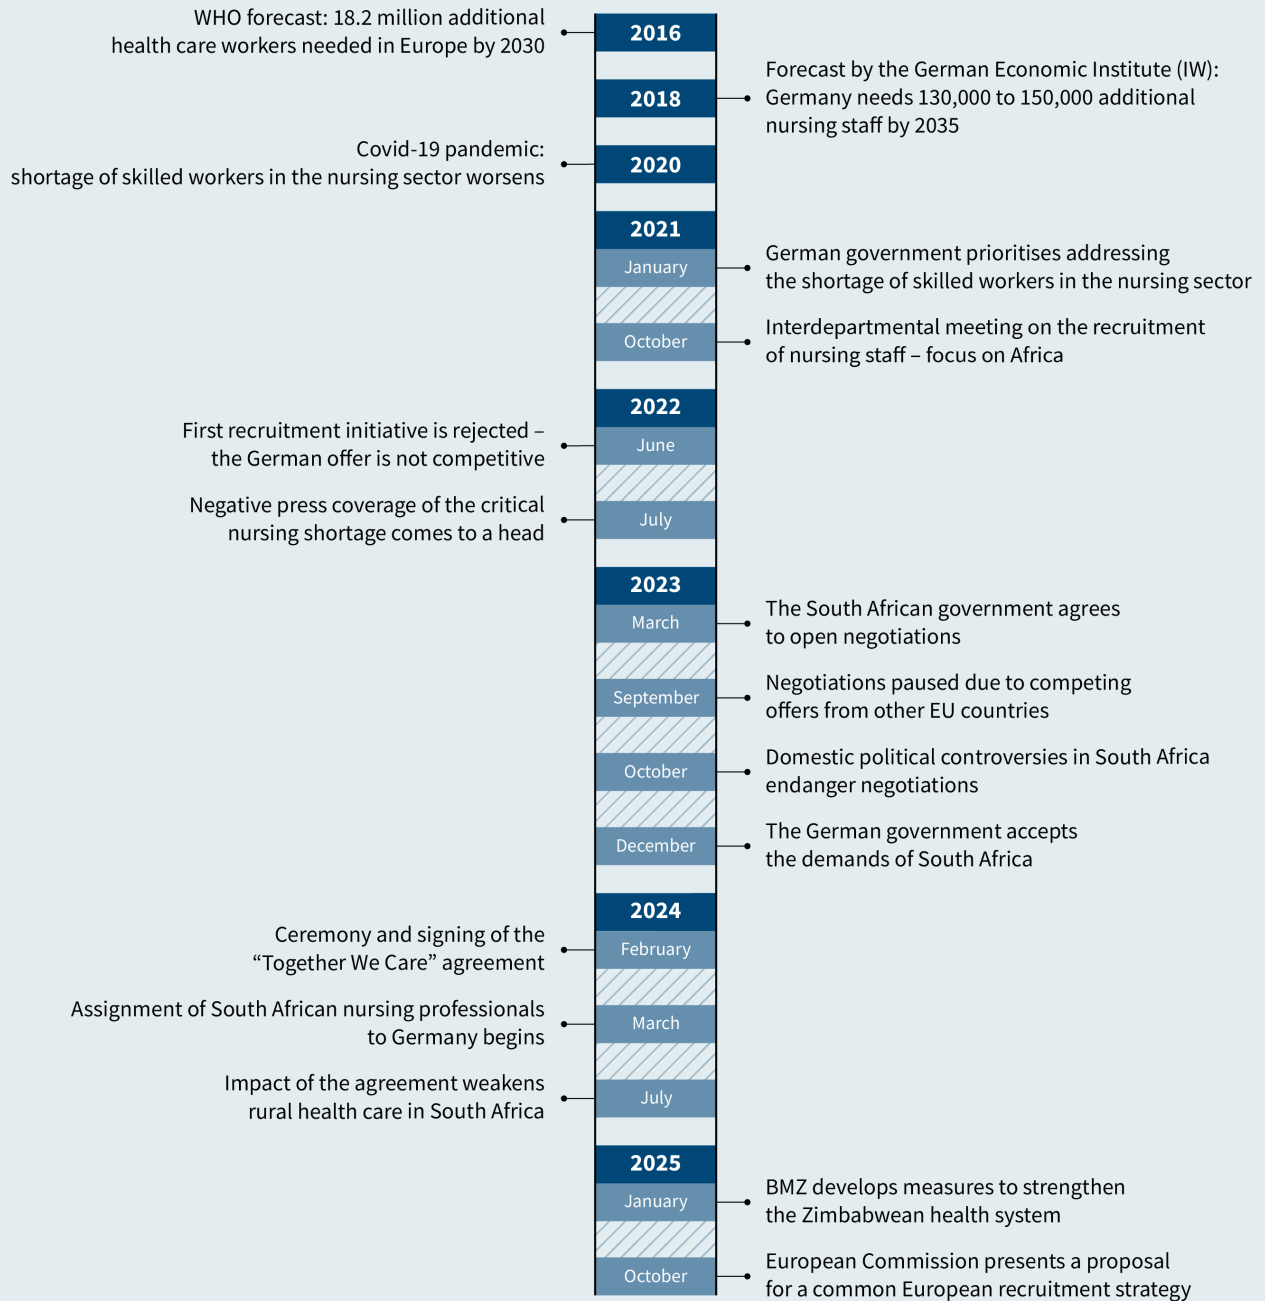 WHO forecast: 18.2 million additional
health care workers needed in Europe by 2030
2016
2018
Forecast by the German Economic Institute (IW):
Germany needs 130,000 to 150,000 additional
nursing staff by 2035
Covid-19 pandemic:
shortage of skilled workers in the nursing sector worsens
2020
2021
January
German government prioritises addressing
the shortage of skilled workers in the nursing sector
October
Interdepartmental meeting on the recruitment
of nursing staff – focus on Africa
2022
First recruitment initiative is rejected –
the German offer is not competitive
June
Negative press coverage of the critical
nursing shortage comes to a head
July
2023
March
The South African government agrees
to open negotiations
September
Negotiations paused due to competing
offers from other EU countries
October
Domestic political controversies in South Africa
endanger negotiations
December
The German government accepts
the demands of South Africa
2024
Ceremony and signing of the
“Together We Care” agreement
February
Assignment of South African nursing professionals
to Germany begins
March
Impact of the agreement weakens
rural health care in South Africa
July
2025
January
BMZ develops measures to strengthen
the Zimbabwean health system
October
European Commission presents a proposal
for a common European recruitment strategy